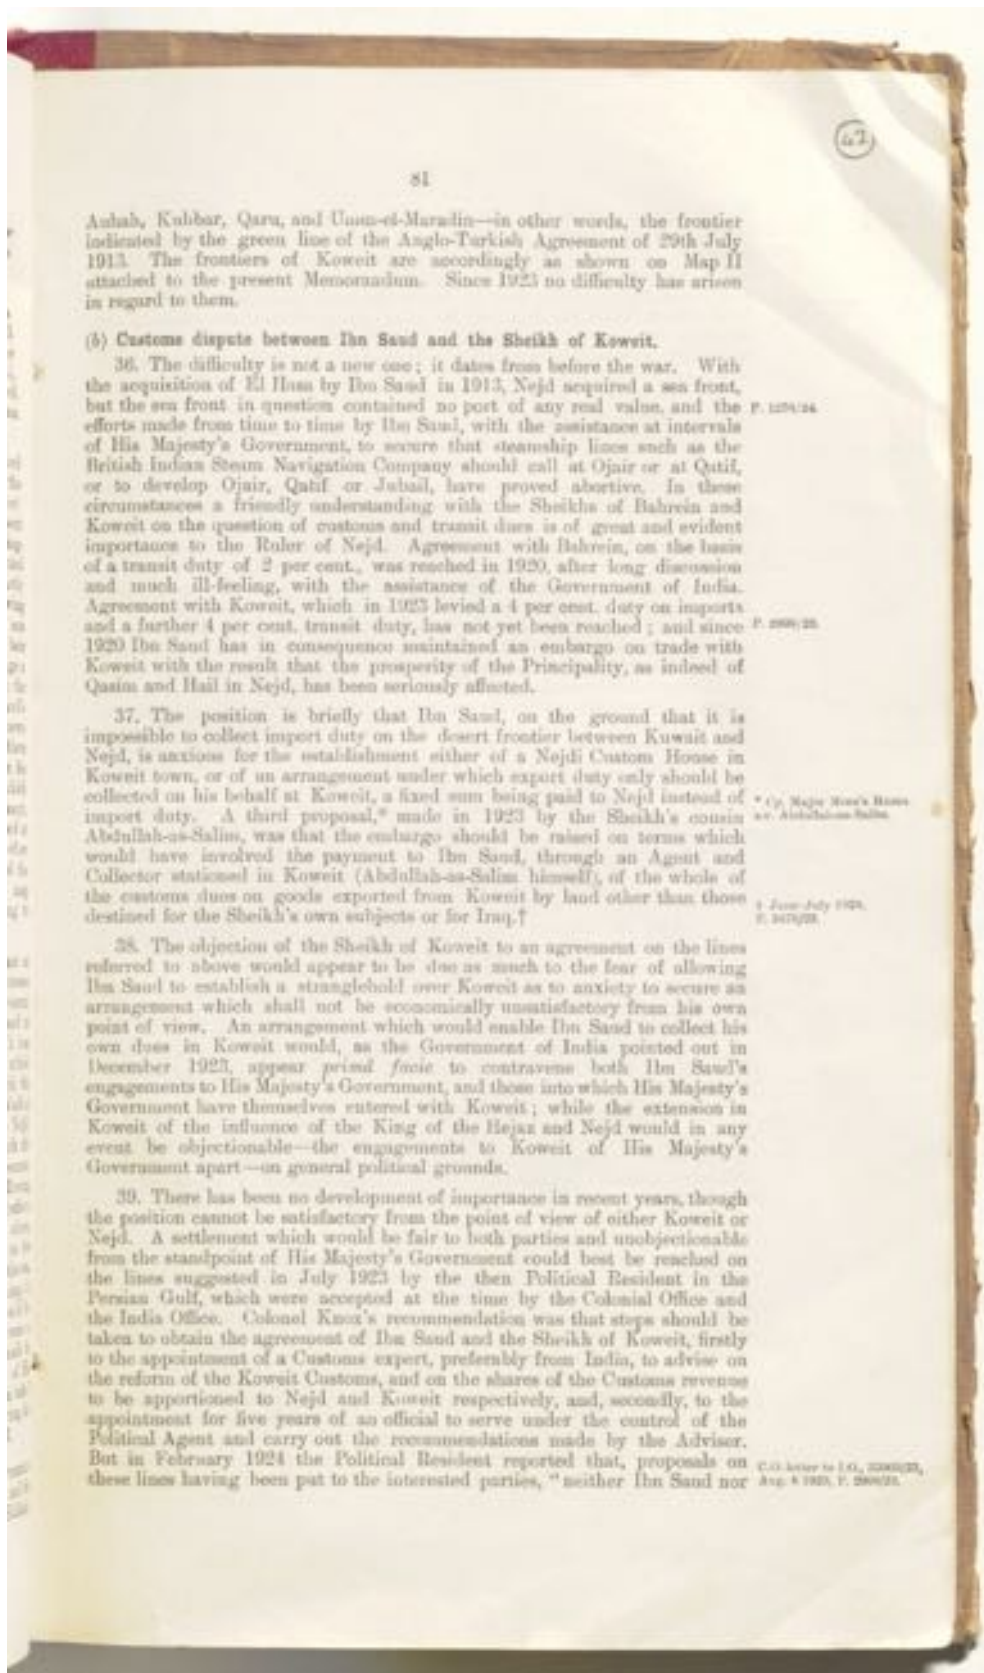 42
81
Auhah, Kubbar, Qaru, and Umm-el-Maradin—in other words, the frontier
indicated by the green line of the Anglo-Turkish Agreement of 29th July
1913. The frontiers of Koweit are accordingly as shown on Map II
attached to the present Memorandum. Since 1923 no difficulty has arisen
in regard to them.
(b) Customs dispute between Ibn Saud and the Sheikh of Koweit.
36. The difficulty is not a new one; it dates from before the war. With
the acquisition of El Hasa by Ibn Saud in 1913, Nejd acquired a sea front,
but the sea front in question contained no port of any real value, and the
efforts made from time to time by Ibn Saud, with the assistance at intervals
of His Majesty's Government, to secure that steamship lines such as the
British Indian Steam Navigation Company should call at Ojair or at Qatif,
or to develop Ojair, Qatif or Jubail, have proved abortive. In these
circumstances a friendly understanding with the Sheikhs of Bahrein and
Koweit on the question of customs and transit dues is of great and evident
importance to the Ruler of Nejd. Agreement with Bahrein, on the basis
of a transit duty of 2 per cent., was reached in 1920, after long discussion
and much ill-feeling, with the assistance of the Government of India.
Agreement with Koweit, which in 1923 levied a 4 per cent. duty on imports
and a further 4 per cent. transit duty, has not yet been reached; and since
1920 Ibn Saud has in consequence maintained an embargo on trade with
Koweit with the result that the prosperity of the Principality, as indeed of
Qasim and Hail in Nejd, has been seriously affected.
37. The position is briefly that Ibn Saud, on the ground that it is
impossible to collect import duty on the desert frontier between Kuwait and
Nejd, is anxious for the establishment either of a Nejdi Custom House in
Koweit town, or of an arrangement under which export duty only should be
collected on his behalf at Koweit, a fixed sum being paid to Nejd instead of
import duty. A third proposal,* made in 1923 by the Sheikh's cousin
Abdullah-as-Salim, was that the embargo should be raised on terms which
would have involved the payment to Ibn Saud, through an Agent and
Collector stationed in Koweit (Abdullah-as-Salim himself), of the whole of
the customs dues on goods exported from Koweit by land other than those
destined for the Sheikh's own subjects or for Iraq.†
* Cp. Major More's
s.v. Abdullah-as-Salim.
† June-July 1923,
38. The objection of the Sheikh of Koweit to an agreement on the lines
referred to above would appear to be due as much to the fear of allowing
Ibn Saud to establish a stranglehold over Koweit as to anxiety to secure an
arrangement which shall not be economically unsatisfactory from his own
point of view. An arrangement which would enable Ibn Saud to collect his
own dues in Koweit would, as the Government of India pointed out in
December 1923, appear primâ facie to contravene both Ibn Saud's
engagements to His Majesty's Government, and those into which His Majesty's
Government have themselves entered with Koweit; while the extension in
Koweit of the influence of the King of the Hejaz and Nejd would in any
event be objectionable—the engagements to Koweit of His Majesty's
Government apart—on general political grounds.
39. There has been no development of importance in recent years, though
the position cannot be satisfactory from the point of view of either Koweit or
Nejd. A settlement which would be fair to both parties and unobjectionable
from the standpoint of His Majesty's Government could best be reached on
the lines suggested in July 1923 by the then Political Resident in the
Persian Gulf, which were accepted at the time by the Colonial Office and
the India Office. Colonel Knox's recommendation was that steps should be
taken to obtain the agreement of Ibn Saud and the Sheikh of Koweit, firstly
to the appointment of a Customs expert, preferably from India, to advise on
the reform of the Koweit Customs, and on the shares of the Customs revenue
to be apportioned to Nejd and Koweit respectively, and, secondly, to the
appointment for five years of an official to serve under the control of the
Political Agent and carry out the recommendations made by the Adviser.
But in February 1924 the Political Resident reported that, proposals on
these lines having been put to the interested parties, "neither Ibn Saud nor
C.O. letter to I.O.,